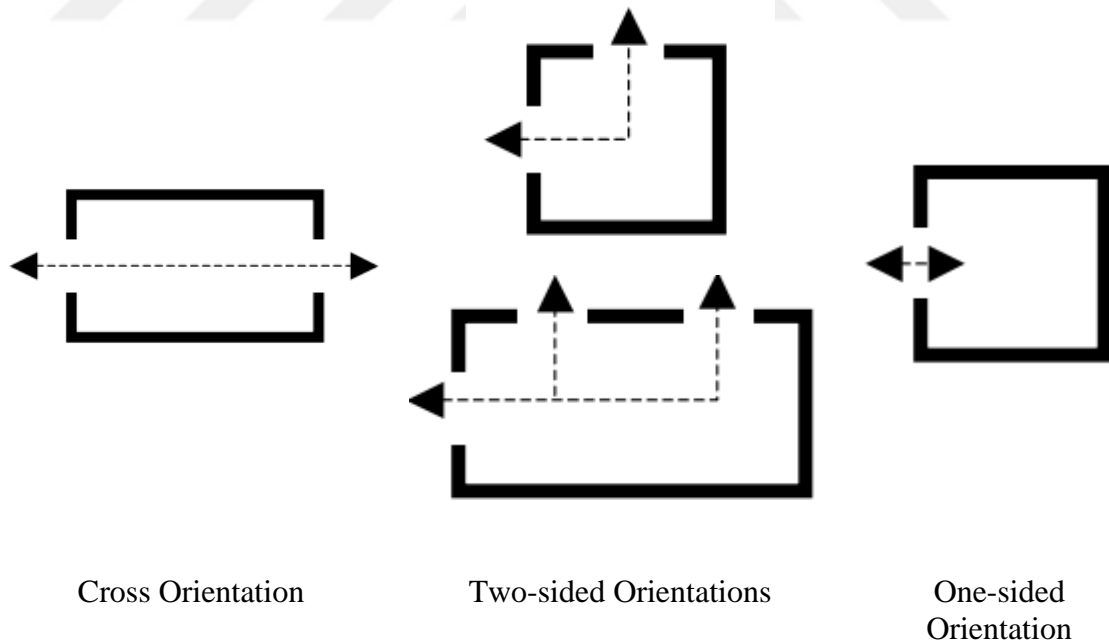 Cross Orientation
Two-sided Orientations
One-sided
Orientation